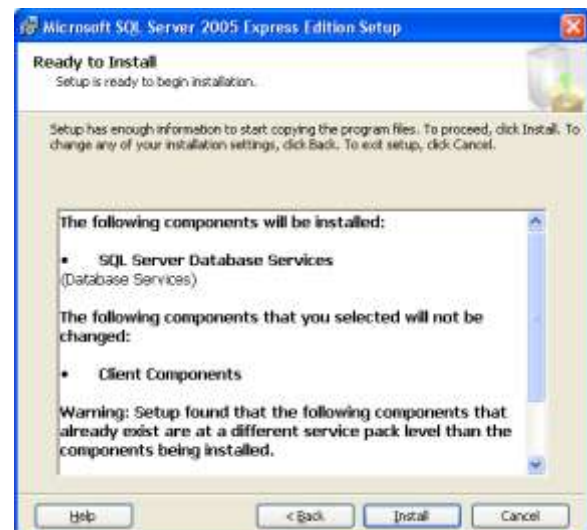 Microsoft SQL Server 2005 Express Edition Setup
Ready to Install
Setup is ready to begin installation.
Setup has enough information to start copying the program files. To proceed, click Install. To
change any of your installation settings, click Back. To exit setup, click Cancel.
The following components will be installed:
• SQL Server Database Services
(Database Services)
The following components that you selected will not be
changed:
• Client Components
Warning: Setup found that the following components that
already exist are at a different service pack level than the
components being installed.
Help < Back Install Cancel